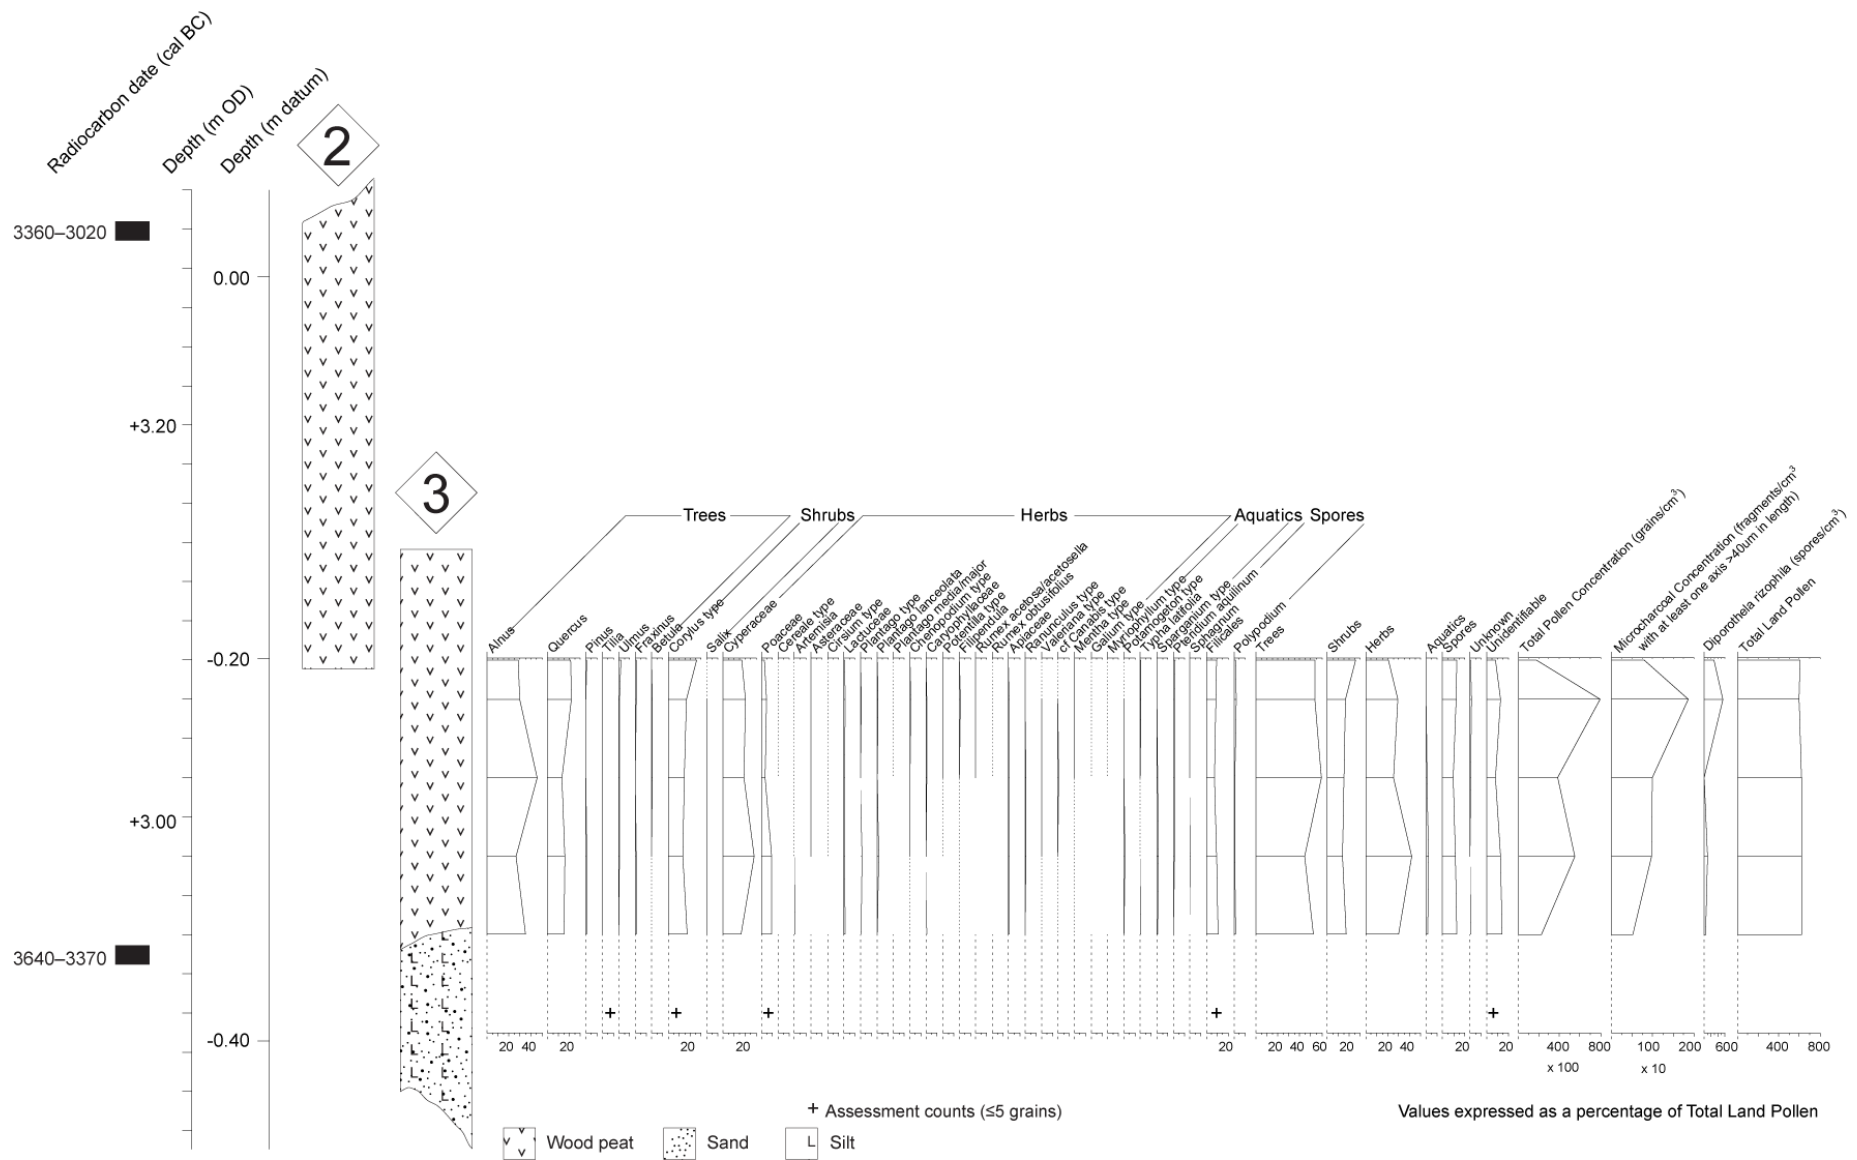 Radiocarbon date (cal BC)
Depth (m OD)
Depth (m datum)
2
3360–3020
0.00
+3.20
3
Trees
Shrubs
Herbs
Aquatics
Spores
Alnus
Quercus
Pinus
Tilia
Ulmus
Fraxinus
Betula
Corylus type
Salix
Cyperaceae
Poaceae
Cereale type
Artemisia
Asteraceae
Cirsium type
Lactuceae
Plantago type
Plantago lanceolata
Plantago media/major
Chenopodium type
Caryophyllaceae
Potentilla type
Filipendula
Rumex acetosa/acetosella
Rumex obtusifolius
Apiaceae
Ranunculus type
Valeriana type
cf Canabis type
Mentha type
Galium type
Myriophyllum type
Potamogeton type
Typha latifolia
Sparganium type
Pteridium aquilinum
Sphagnum
Filicales
Polypodium
Trees
Shrubs
Herbs
Aquatics
Spores
Unknown
Unidentifiable
Total Pollen Concentration (grains/cm³)
Microcharcoal Concentration (fragments/cm³
with at least one axis >40um in length)
Diporothela rizophila (spores/cm³)
Total Land Pollen
-0.20
+3.00
3640–3370
+ + + + +
-0.40
20 40 20 20 20 20 20 40 60 20 20 40 20 20 400 800 100 200 600 400 800
x 100 x 10
+ Assessment counts (≤5 grains)
Values expressed as a percentage of Total Land Pollen
Wood peat
Sand
L Silt